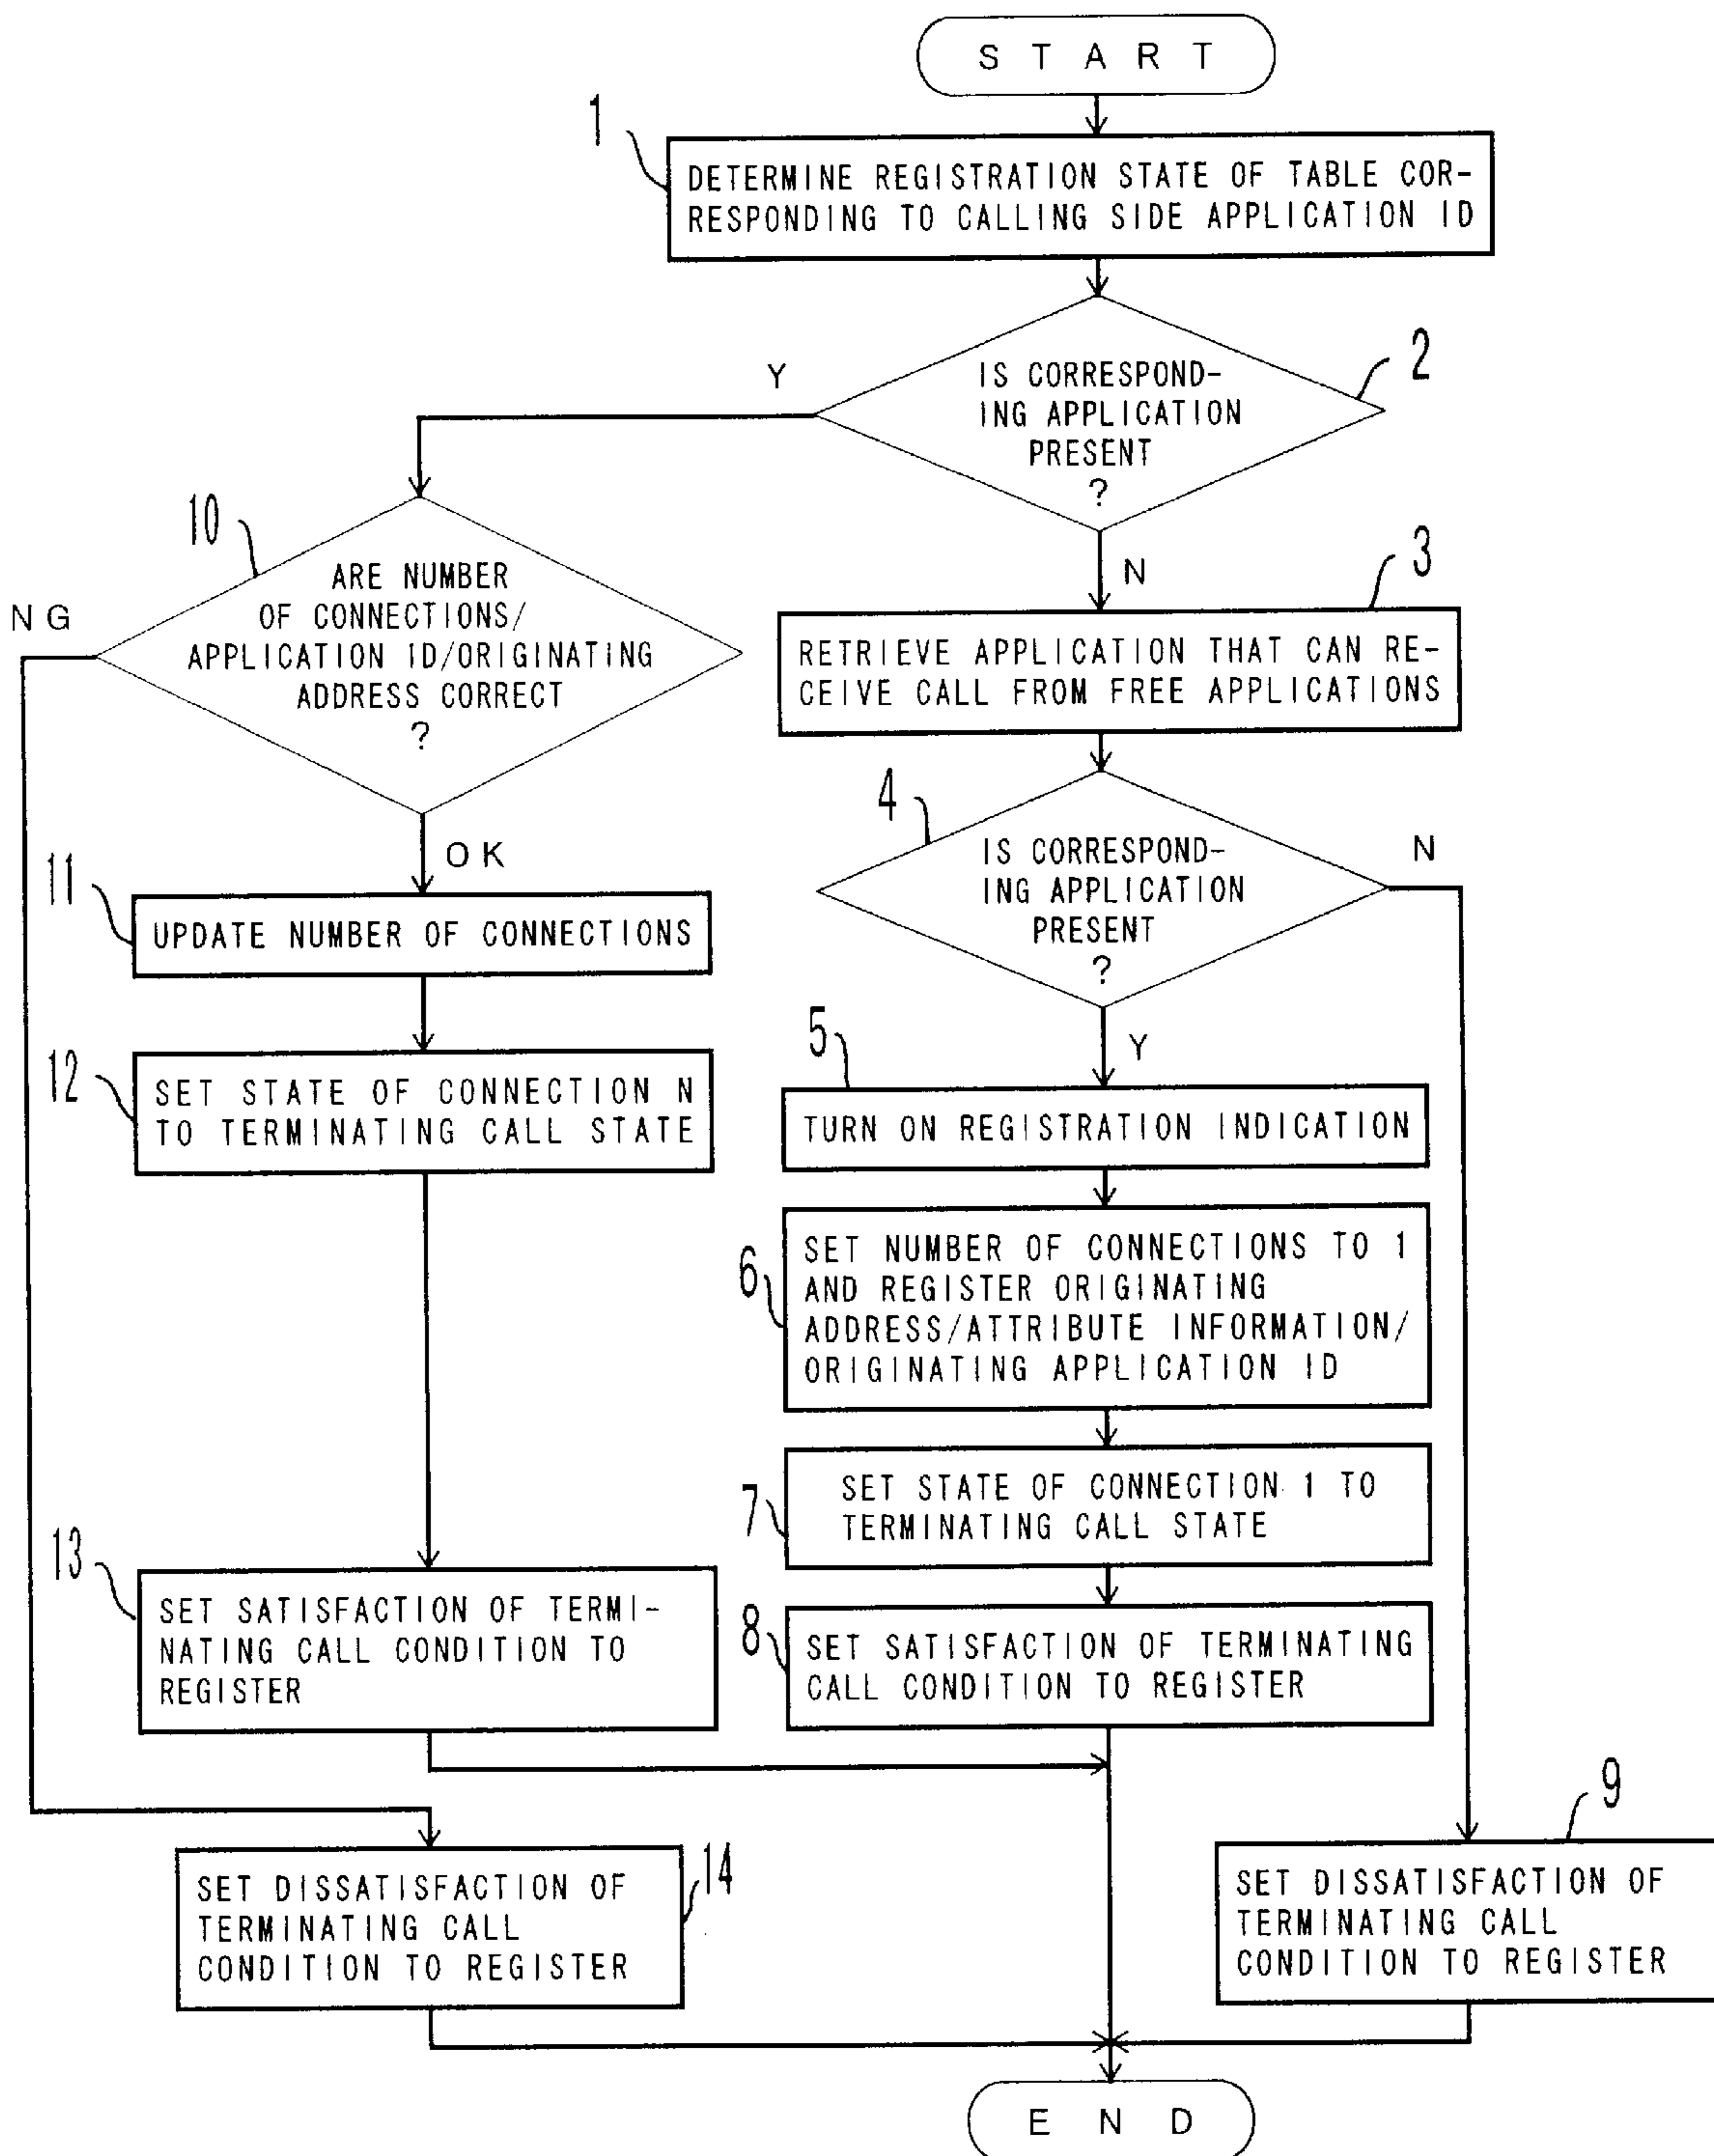 START
1
DETERMINE REGISTRATION STATE OF TABLE COR-
RESPONDING TO CALLING SIDE APPLICATION ID
2
IS CORRESPOND-
ING APPLICATION
PRESENT
?
Y
N
10
ARE NUMBER
OF CONNECTIONS/
APPLICATION ID/ORIGINATING
ADDRESS CORRECT
?
NG
OK
3
RETRIEVE APPLICATION THAT CAN RE-
CEIVE CALL FROM FREE APPLICATIONS
4
IS CORRESPOND-
ING APPLICATION
PRESENT
?
N
Y
11
UPDATE NUMBER OF CONNECTIONS
12
SET STATE OF CONNECTION N
TO TERMINATING CALL STATE
5
TURN ON REGISTRATION INDICATION
6
SET NUMBER OF CONNECTIONS TO 1
AND REGISTER ORIGINATING
ADDRESS/ATTRIBUTE INFORMATION/
ORIGINATING APPLICATION ID
7
SET STATE OF CONNECTION 1 TO
TERMINATING CALL STATE
13
SET SATISFACTION OF TERMI-
NATING CALL CONDITION TO
REGISTER
8
SET SATISFACTION OF TERMINATING
CALL CONDITION TO REGISTER
14
SET DISSATISFACTION OF
TERMINATING CALL
CONDITION TO REGISTER
9
SET DISSATISFACTION OF
TERMINATING CALL
CONDITION TO REGISTER
END